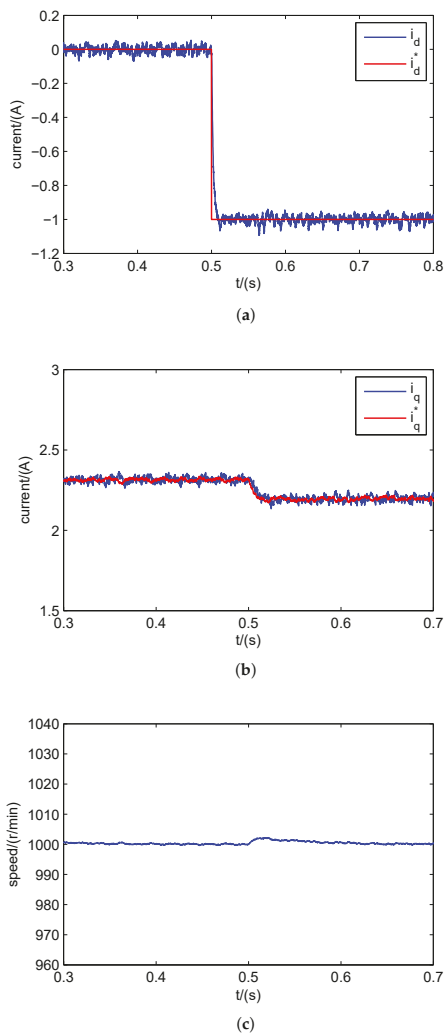 0
−0.2
−0.4
−0.6
−0.8
−1
−1.2
current/(A)
i_d
i_d^*
0.3 0.4 0.5 0.6 0.7 0.8
t/(s)
(a)
3
2.5
2
1.5
current/(A)
i_q
i_q^*
0.3 0.4 0.5 0.6 0.7
t/(s)
(b)
1040
1030
1020
1010
1000
990
980
970
960
speed/(r/min)
0.3 0.4 0.5 0.6 0.7
t/(s)
(c)